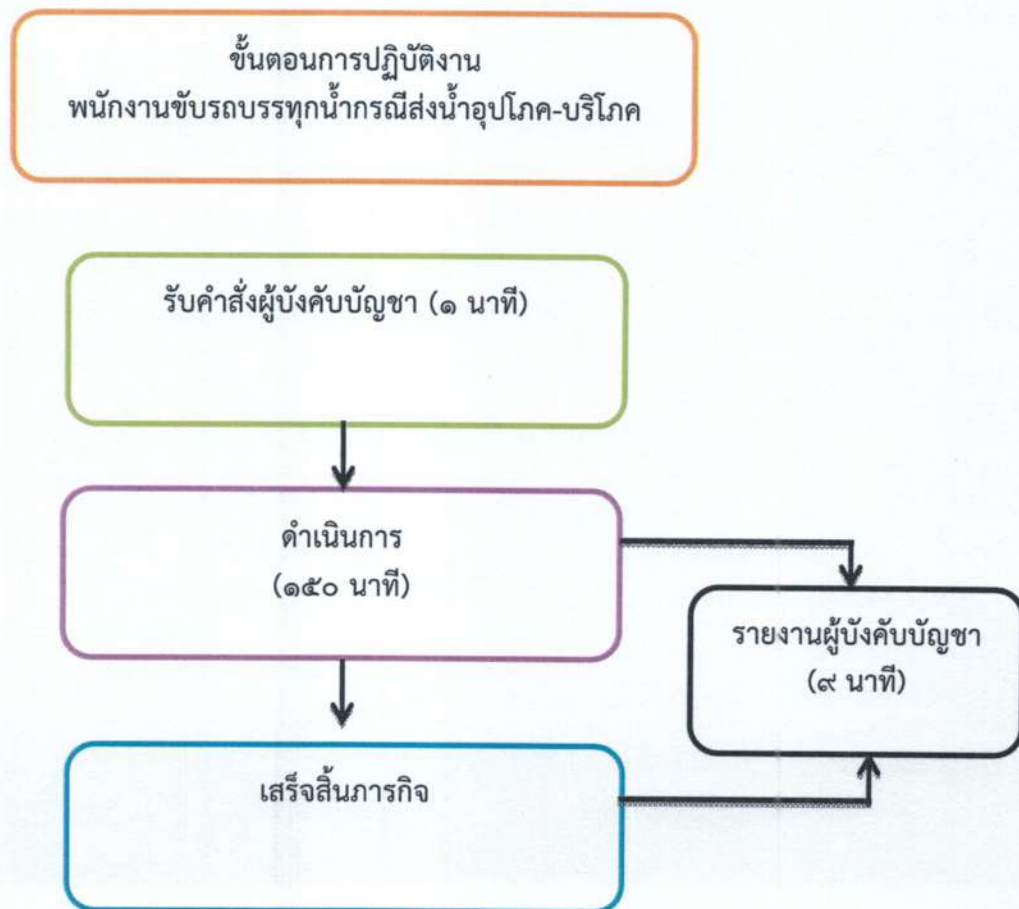 ขั้นตอนการปฏิบัติงาน
พนักงานขับรถบรรทุกน้ำกรณีส่งน้ำอุปโภค-บริโภค
รับคำสั่งผู้บังคับบัญชา (๑ นาที)
ดำเนินการ
(๑๕๐ นาที)
รายงานผู้บังคับบัญชา
(๙ นาที)
เสร็จสิ้นภารกิจ